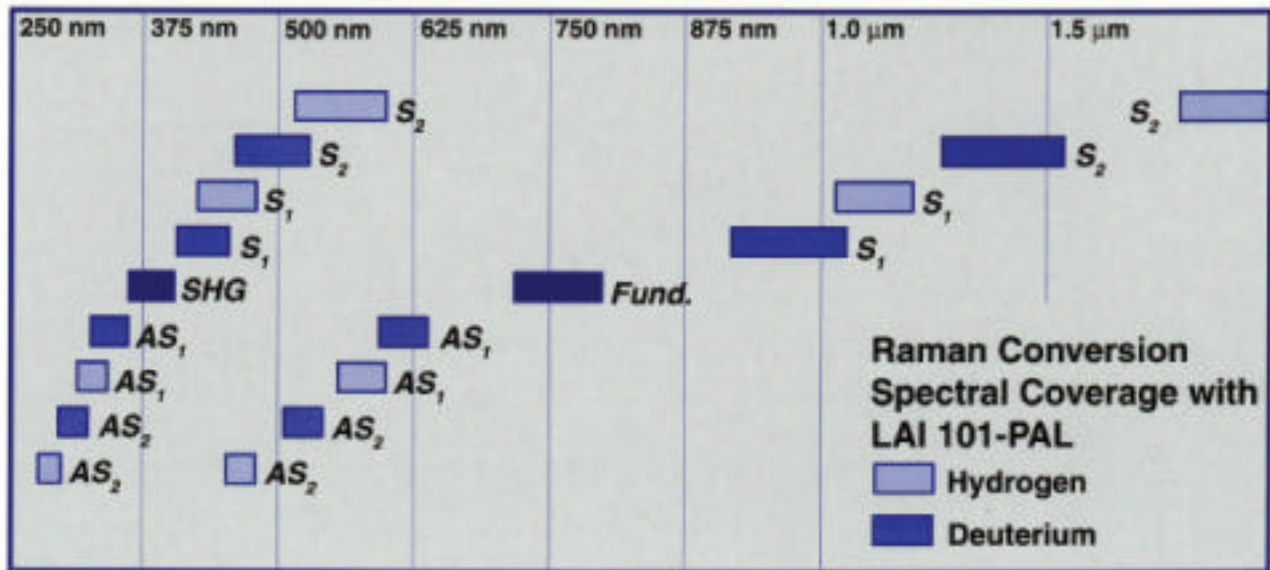 250 nm 375 nm 500 nm 625 nm 750 nm 875 nm 1.0 μm 1.5 μm
S₂ S₂
S₂ S₂
S₁ S₁
S₁ S₁
SHG Fund.
AS₁ AS₁
AS₁ AS₁
AS₂ AS₂
AS₂ AS₂
Raman Conversion
Spectral Coverage with
LAI 101-PAL
Hydrogen
Deuterium